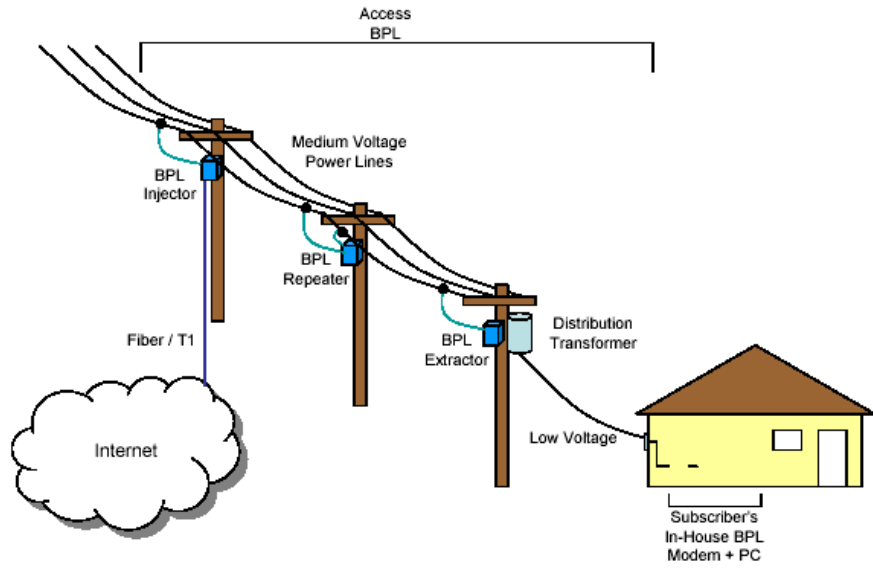 Access
BPL
Medium Voltage
Power Lines
BPL
Injector
BPL
Repeater
Fiber / T1
BPL
Extractor
Distribution
Transformer
Internet
Low Voltage
Subscriber's
In-House BPL
Modem + PC